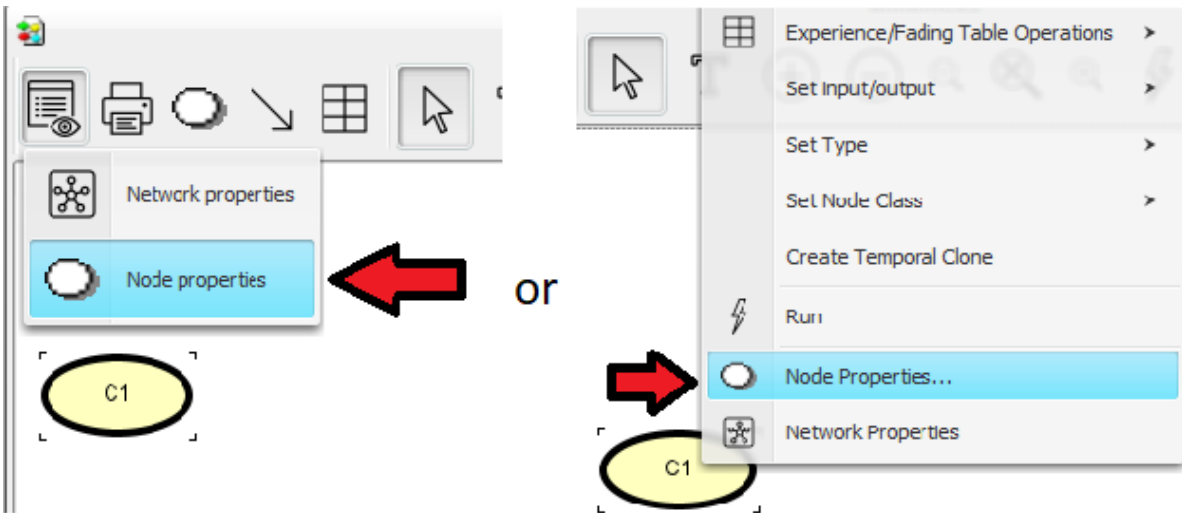 Network properties
Node properties
C1
or
Experience/Fading Table Operations
Set Input/output
Set Type
Set Node Class
Create Temporal Clone
Run
Node Properties...
Network Properties
C1